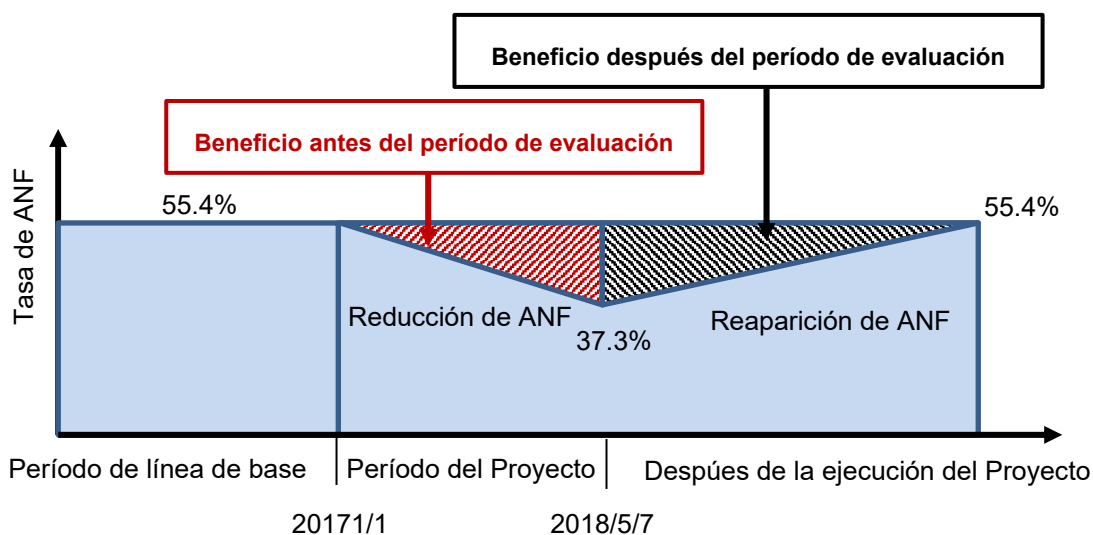 Beneficio después del período de evaluación
Beneficio antes del período de evaluación
Tasa de ANF
55.4%
55.4%
Reducción de ANF
37.3%
Reaparición de ANF
Período de línea de base
Período del Proyecto
Despúes de la ejecución del Proyecto
20171/1
2018/5/7